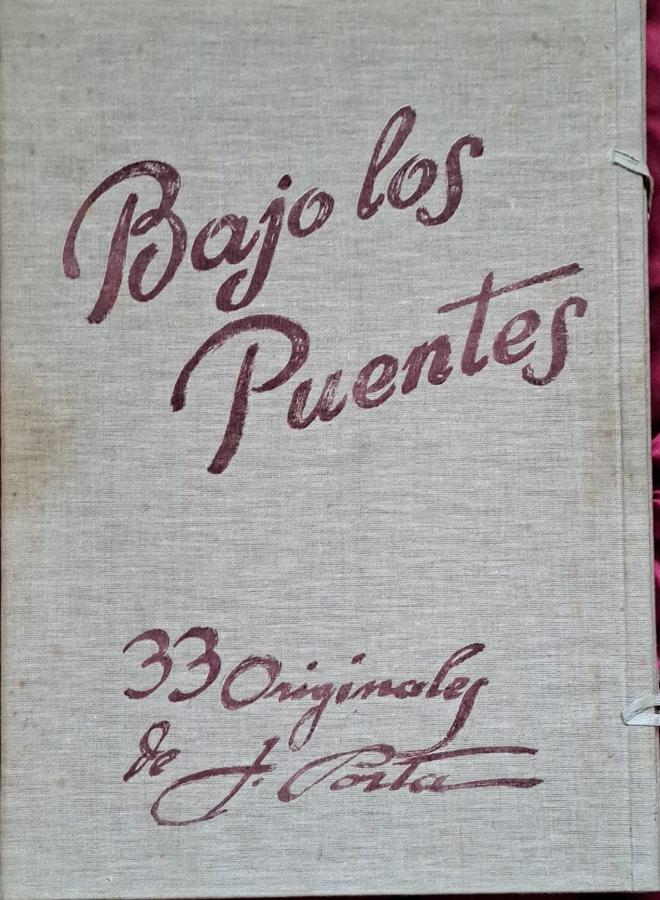 Bajo los
Puentes
33 Originales
de J. Porta